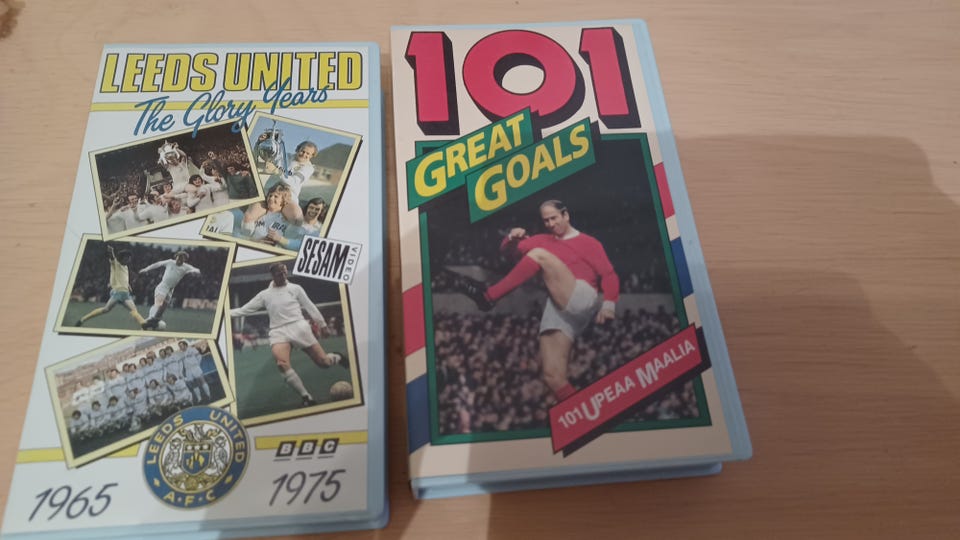 LEEDS UNITED
The Glory Years
SESAM
VIDEO
LEEDS UNITED
A·F·C
BBC
1965
1975
101
GREAT
GOALS
101 UPEAA MAALIA